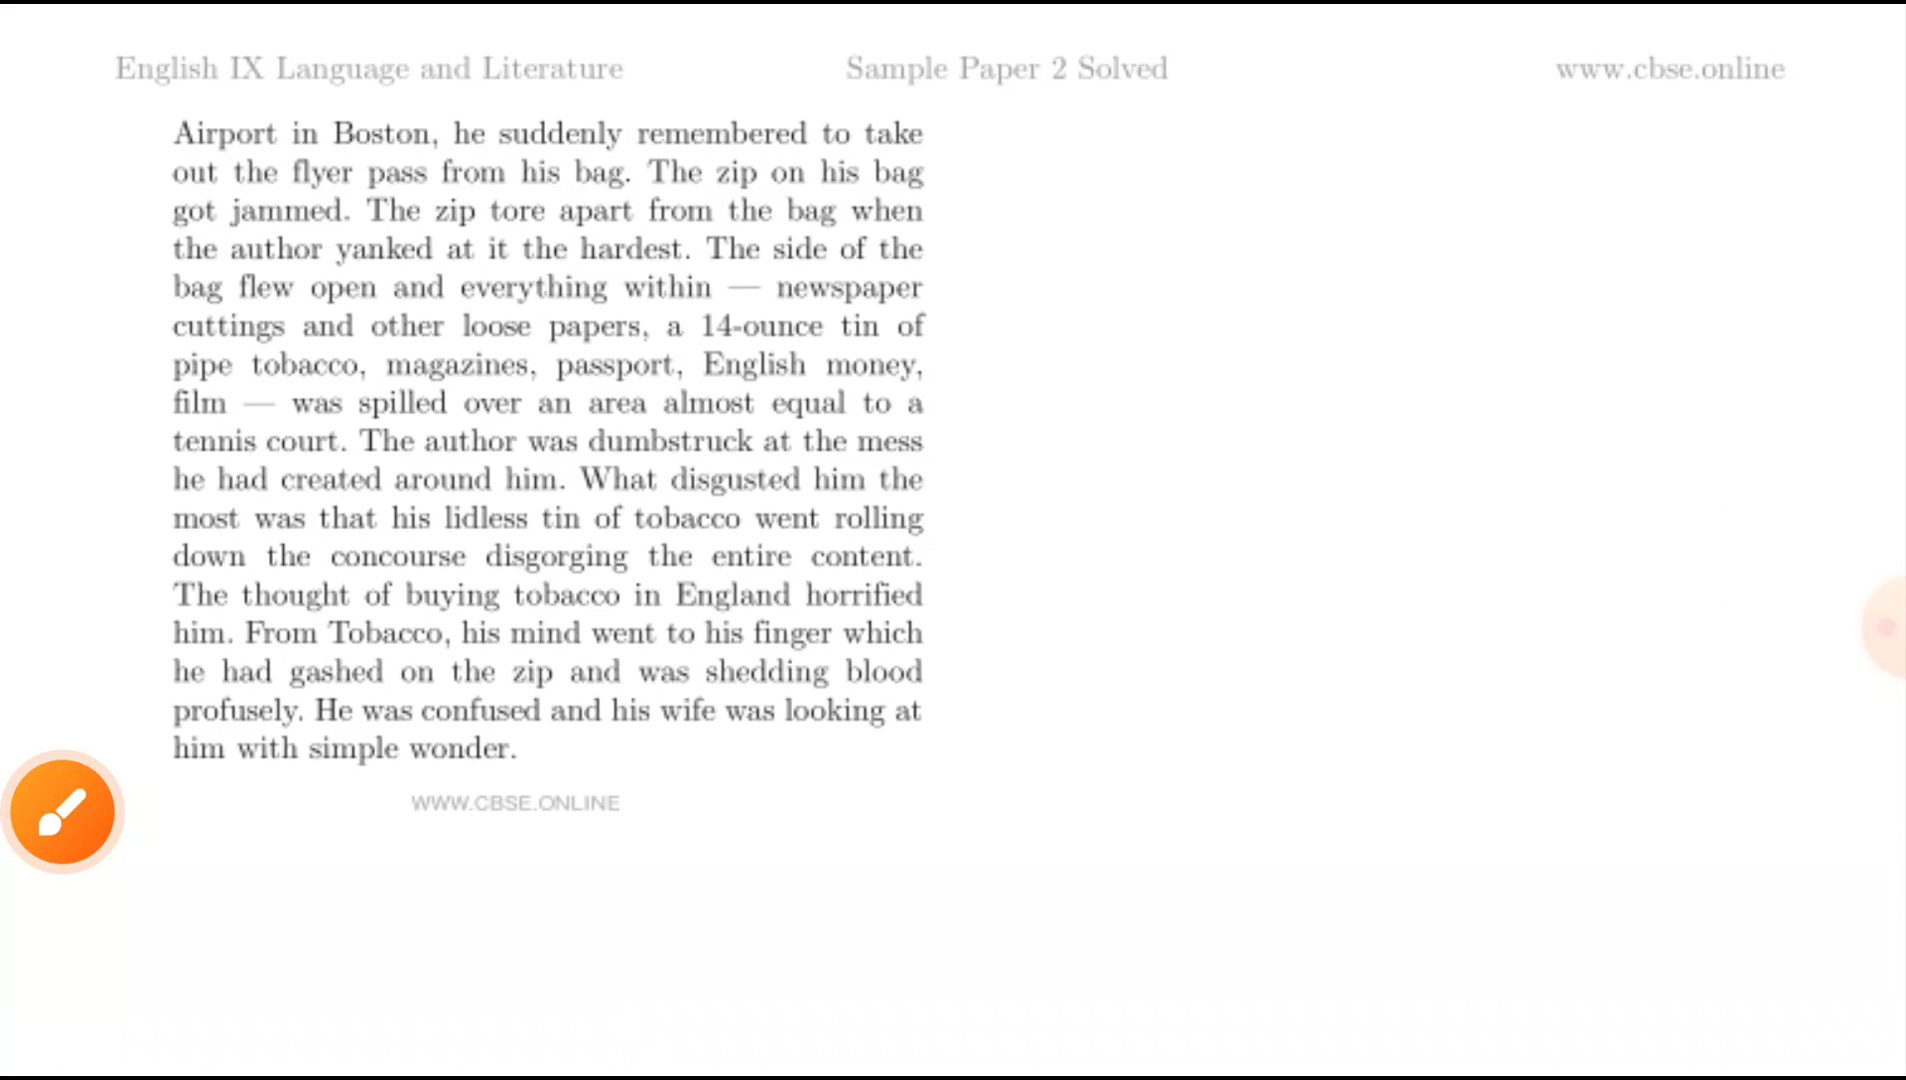 English IX Language and Literature
Sample Paper 2 Solved
www.cbse.online
Airport in Boston, he suddenly remembered to take
out the flyer pass from his bag. The zip on his bag
got jammed. The zip tore apart from the bag when
the author yanked at it the hardest. The side of the
bag flew open and everything within — newspaper
cuttings and other loose papers, a 14-ounce tin of
pipe tobacco, magazines, passport, English money,
film — was spilled over an area almost equal to a
tennis court. The author was dumbstruck at the mess
he had created around him. What disgusted him the
most was that his lidless tin of tobacco went rolling
down the concourse disgorging the entire content.
The thought of buying tobacco in England horrified
him. From Tobacco, his mind went to his finger which
he had gashed on the zip and was shedding blood
profusely. He was confused and his wife was looking at
him with simple wonder.
WWW.CBSE.ONLINE